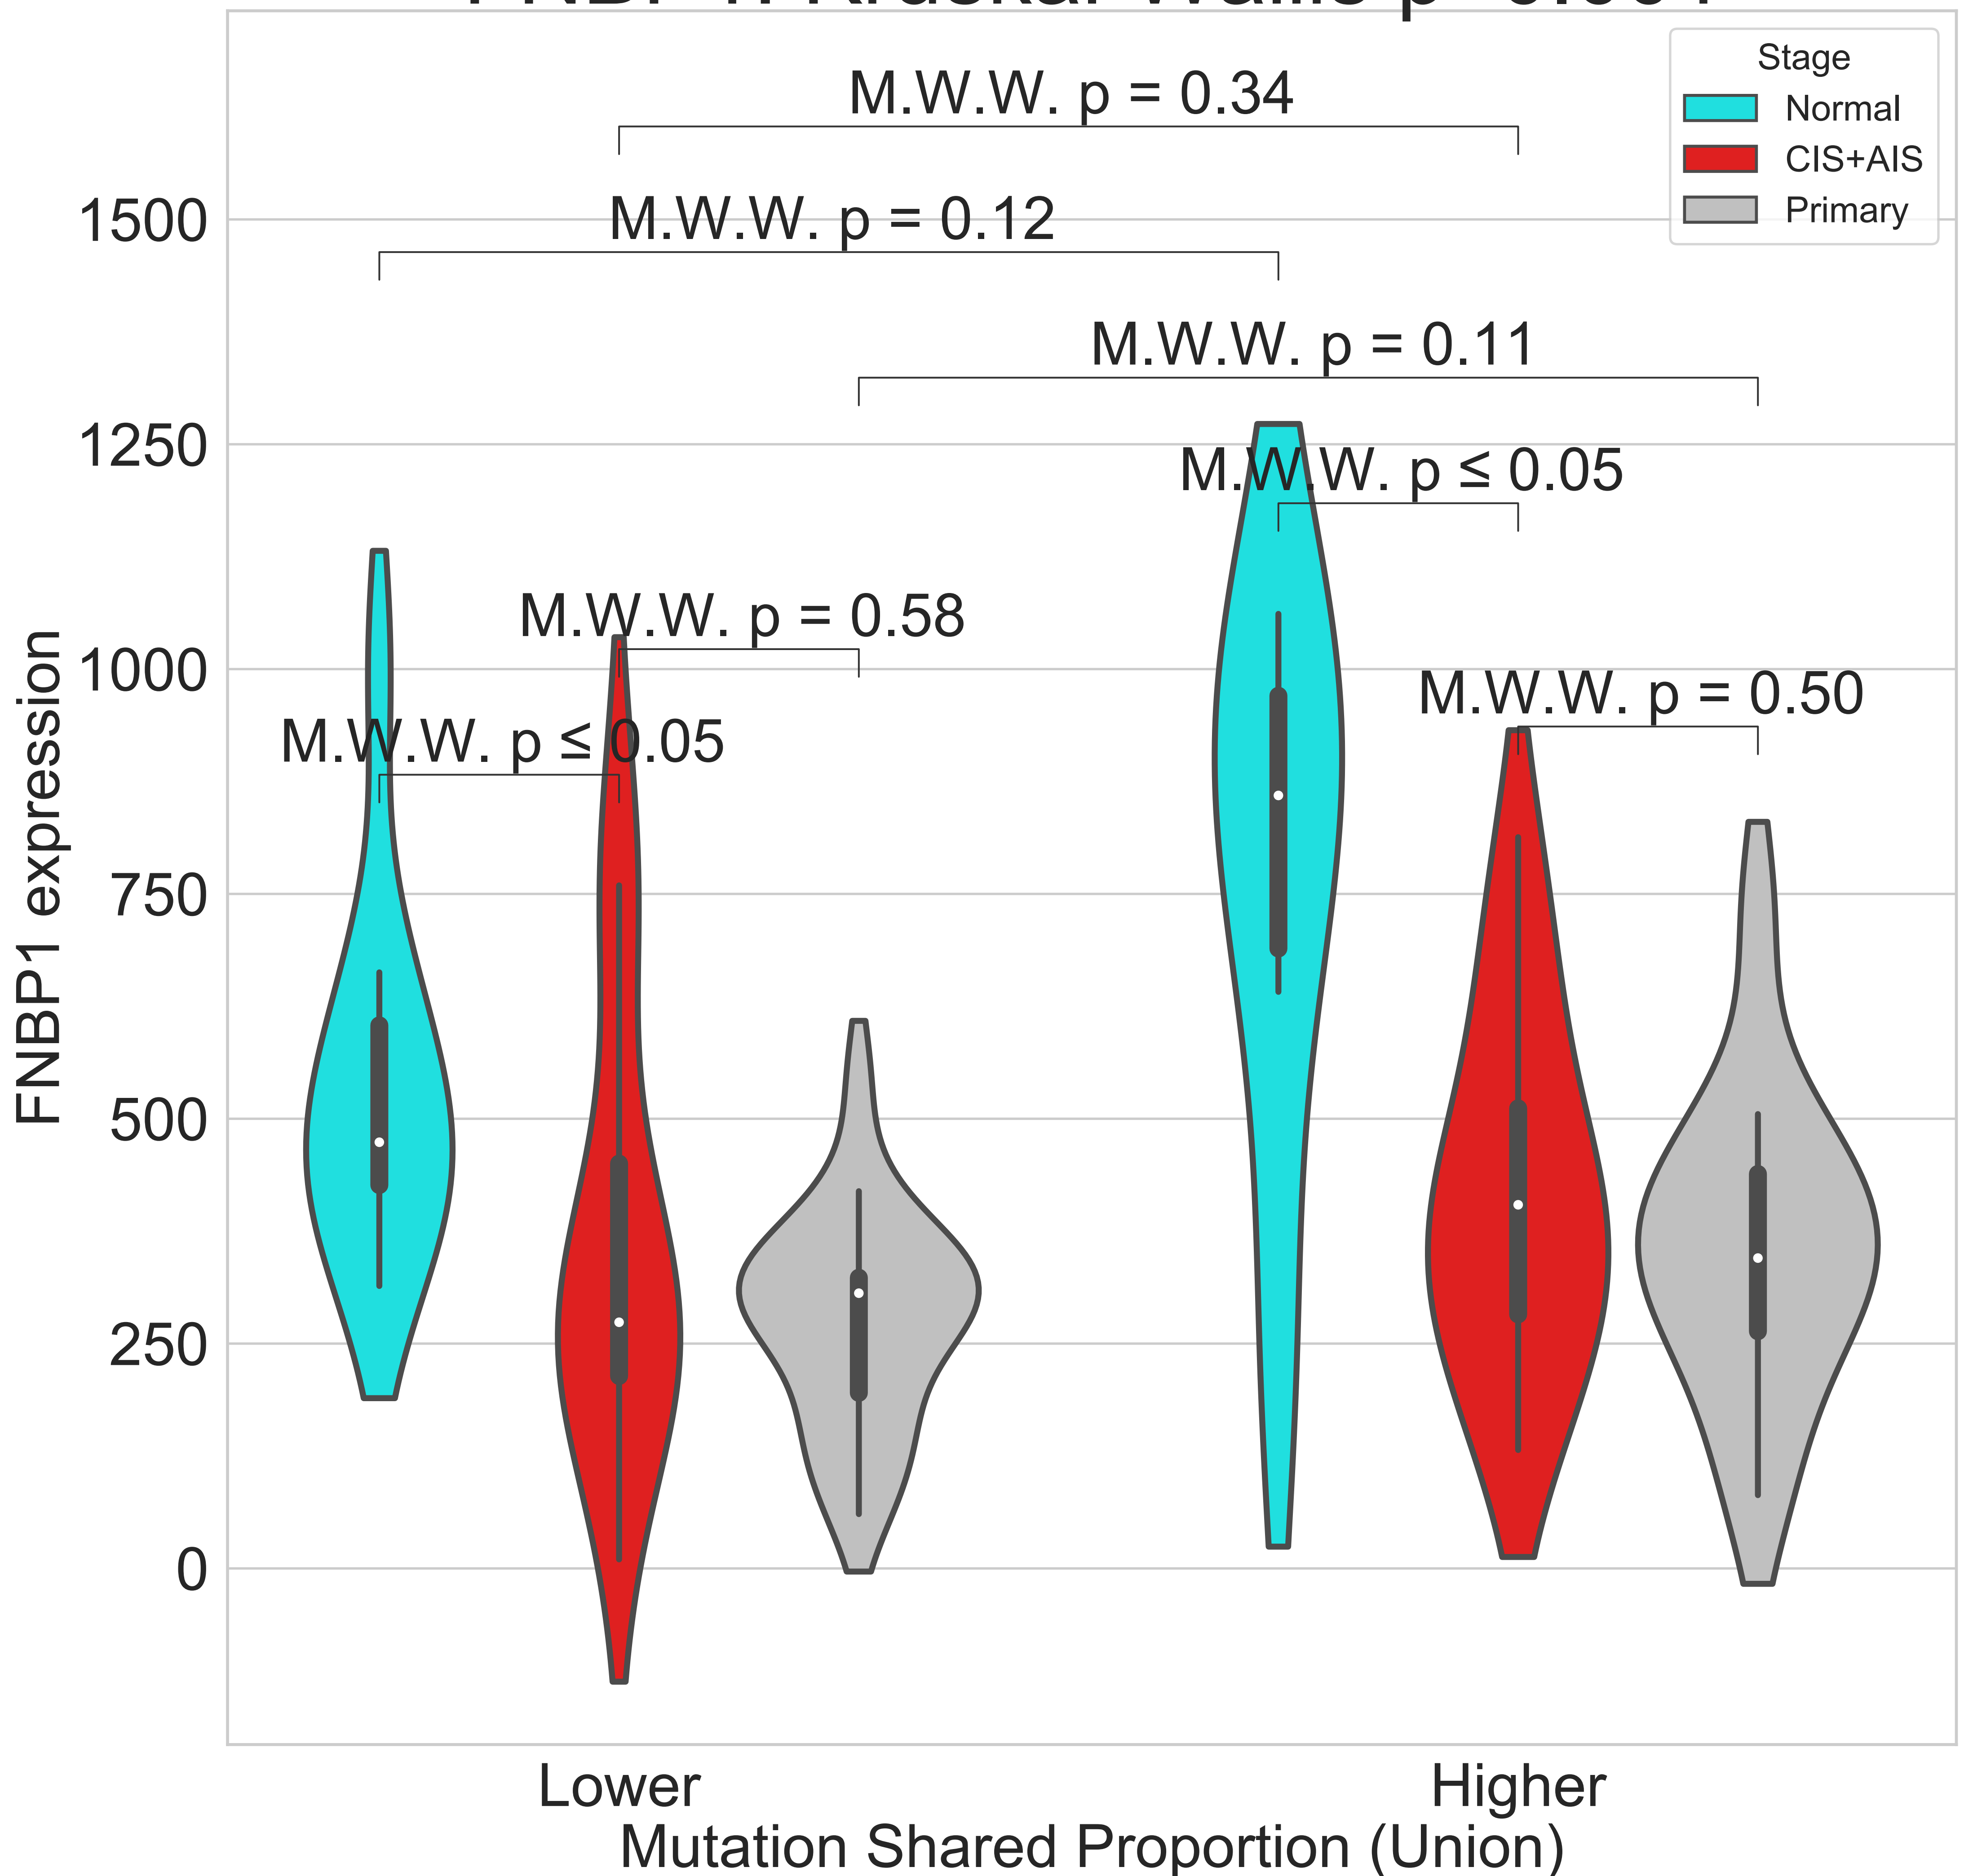 Stage
Normal
CIS+AIS
Primary
M.W.W. p = 0.34
M.W.W. p = 0.12
M.W.W. p = 0.11
M.W.W. p ≤ 0.05
M.W.W. p = 0.58
M.W.W. p = 0.50
M.W.W. p ≤ 0.05
FNBP1 expression
1500
1250
1000
750
500
250
0
Lower
Higher
Mutation Shared Proportion (Union)